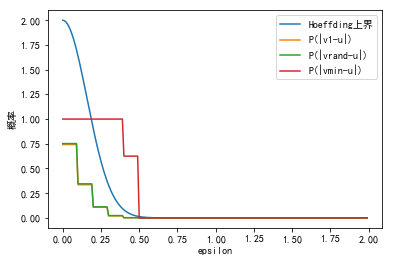 2.00
1.75
1.50
1.25
1.00
0.75
0.50
0.25
0.00
概率
Hoeffding上界
P(|v1-u|)
P(|vrand-u|)
P(|vmin-u|)
0.00 0.25 0.50 0.75 1.00 1.25 1.50 1.75 2.00
epsilon